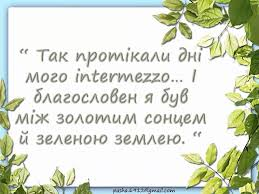 “ Так протікали дні
мого intermezzo... І
благословен я був
між золотим сонцем
й зеленою землею. “